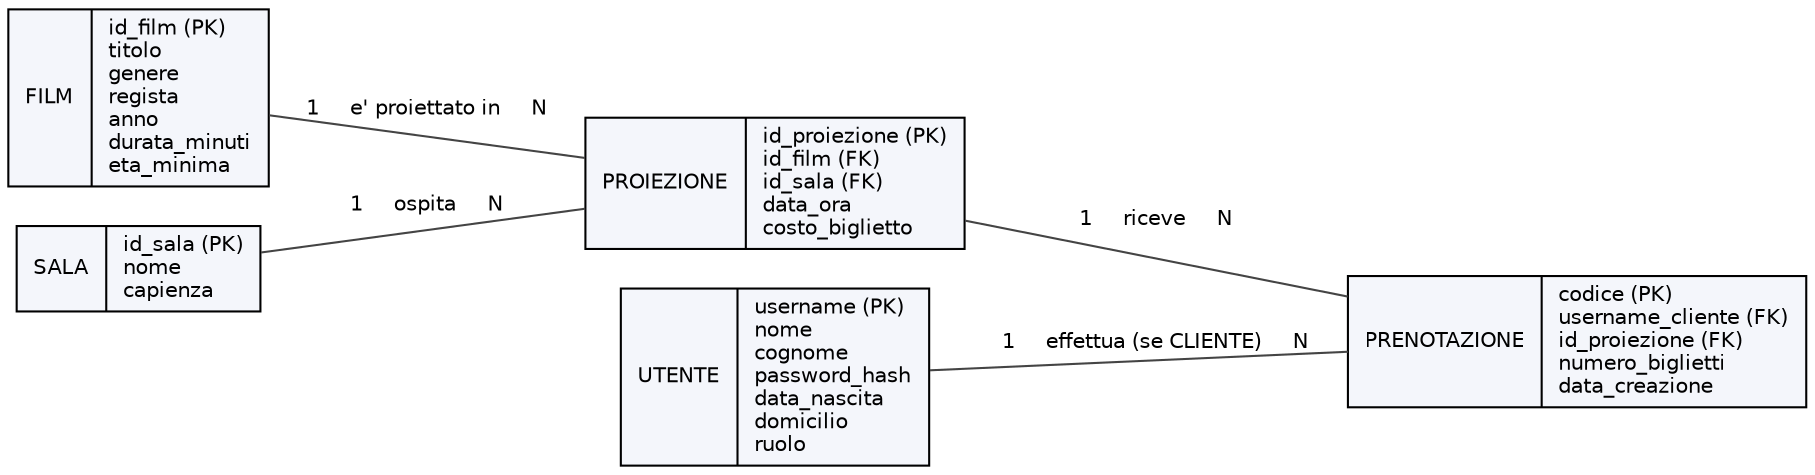 FILM
id_film (PK)
titolo
genere
regista
anno
durata_minuti
eta_minima
1 e' proiettato in N
SALA
id_sala (PK)
nome
capienza
1 ospita N
PROIEZIONE
id_proiezione (PK)
id_film (FK)
id_sala (FK)
data_ora
costo_biglietto
1 riceve N
UTENTE
username (PK)
nome
cognome
password_hash
data_nascita
domicilio
ruolo
1 effettua (se CLIENTE) N
PRENOTAZIONE
codice (PK)
username_cliente (FK)
id_proiezione (FK)
numero_biglietti
data_creazione